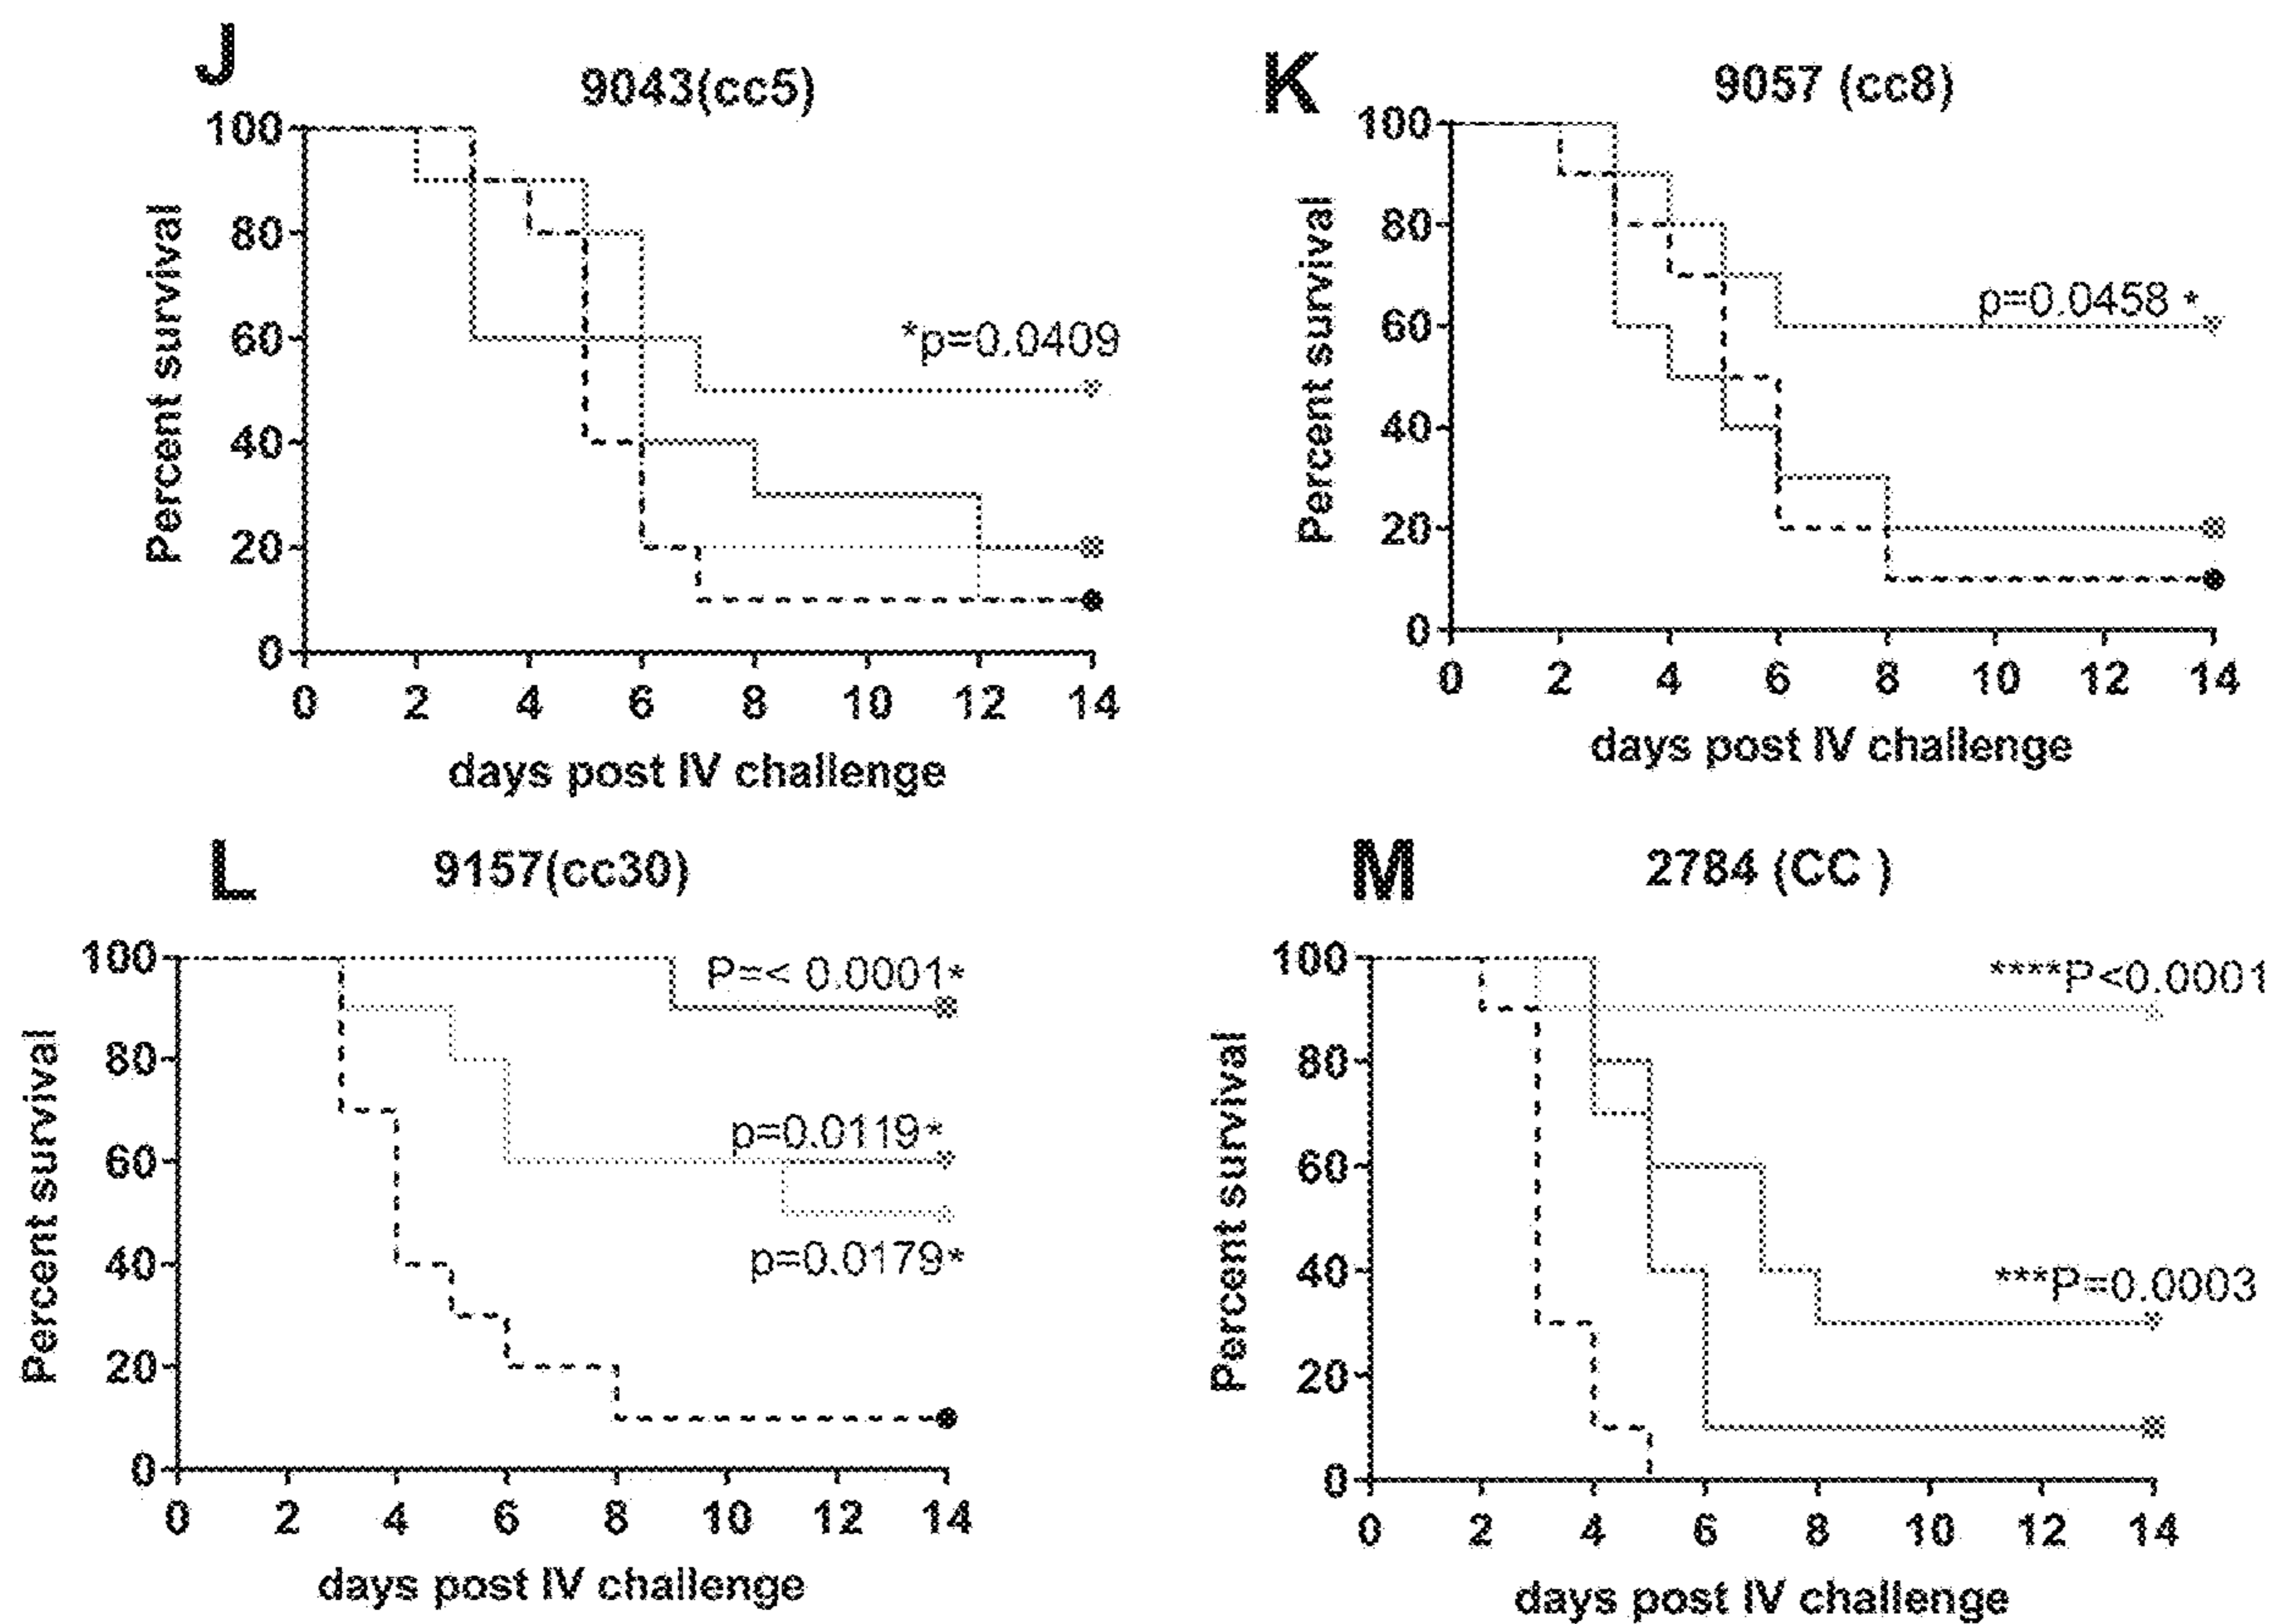 J
9043(cc5)
Percent survival
100
80
60
40
20
0
*p=0.0409
0 2 4 6 8 10 12 14
days post IV challenge
K
9057 (cc8)
Percent survival
100
80
60
40
20
0
p=0.0458 *
0 2 4 6 8 10 12 14
days post IV challenge
L
9157(cc30)
Percent survival
100
80
60
40
20
0
P=< 0.0001*
p=0.0119*
p=0.0179*
0 2 4 6 8 10 12 14
days post IV challenge
M
2784 (CC )
Percent survival
100
80
60
40
20
0
****P<0.0001
***P=0.0003
0 2 4 6 8 10 12 14
days post IV challenge